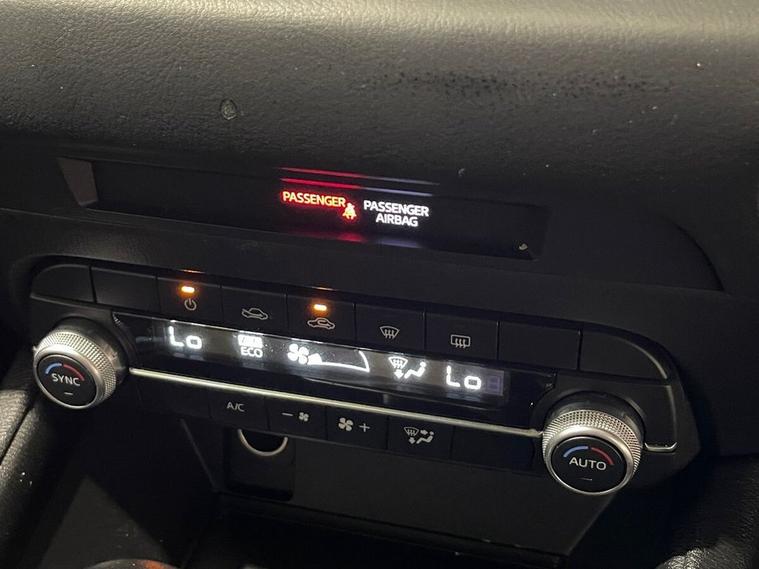 PASSENGER
PASSENGER
AIRBAG
Lo
ECO
Lo
SYNC
A/C
−
+
AUTO